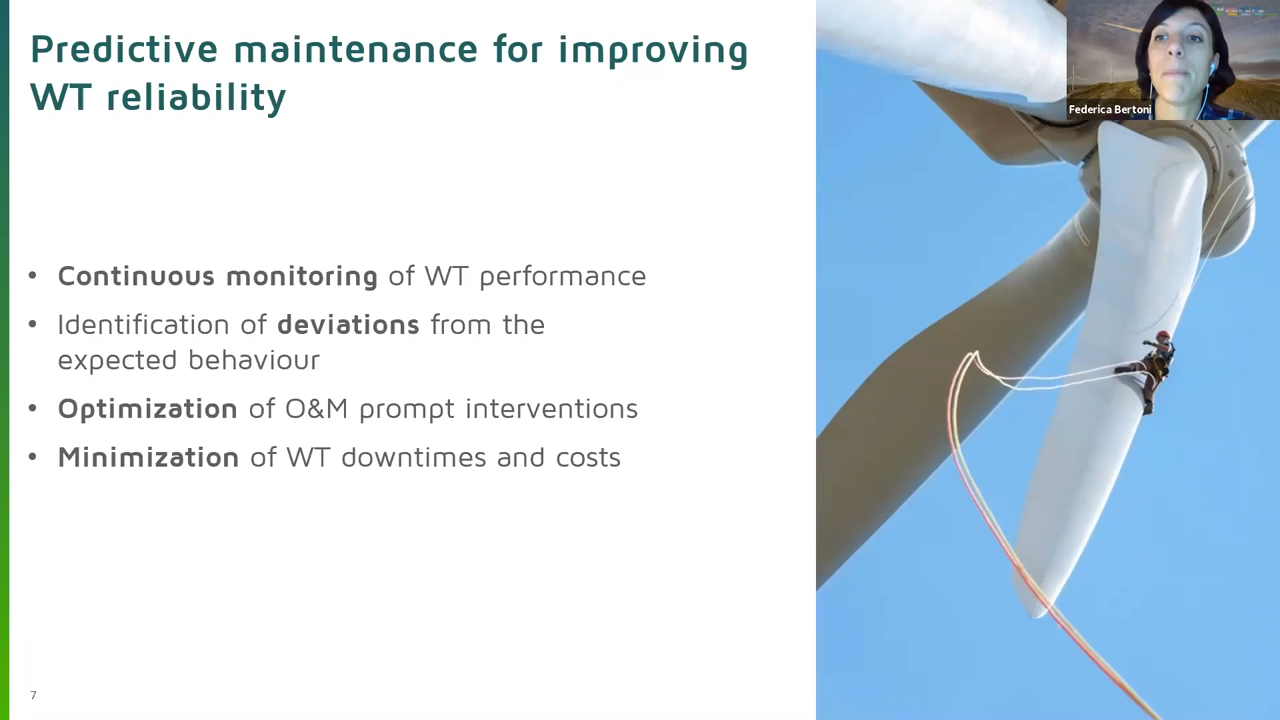 Predictive maintenance for improving
WT reliability
• Continuous monitoring of WT performance
• Identification of deviations from the
expected behaviour
• Optimization of O&M prompt interventions
• Minimization of WT downtimes and costs
7
Federica Bertoni